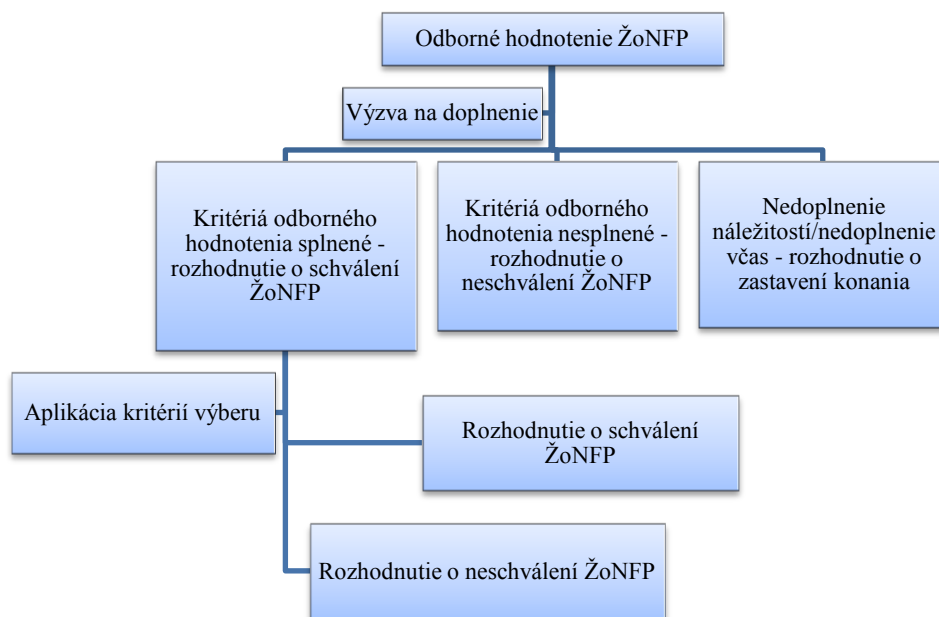 Odborné hodnotenie ŽoNFP
Výzva na doplnenie
Kritériá odborného
hodnotenia splnené -
rozhodnutie o schválení
ŽoNFP
Kritériá odborného
hodnotenia nesplnené -
rozhodnutie o
neschválení ŽoNFP
Nedoplnenie
náležitostí/nedoplnenie
včas - rozhodnutie o
zastavení konania
Aplikácia kritérií výberu
Rozhodnutie o schválení
ŽoNFP
Rozhodnutie o neschválení ŽoNFP